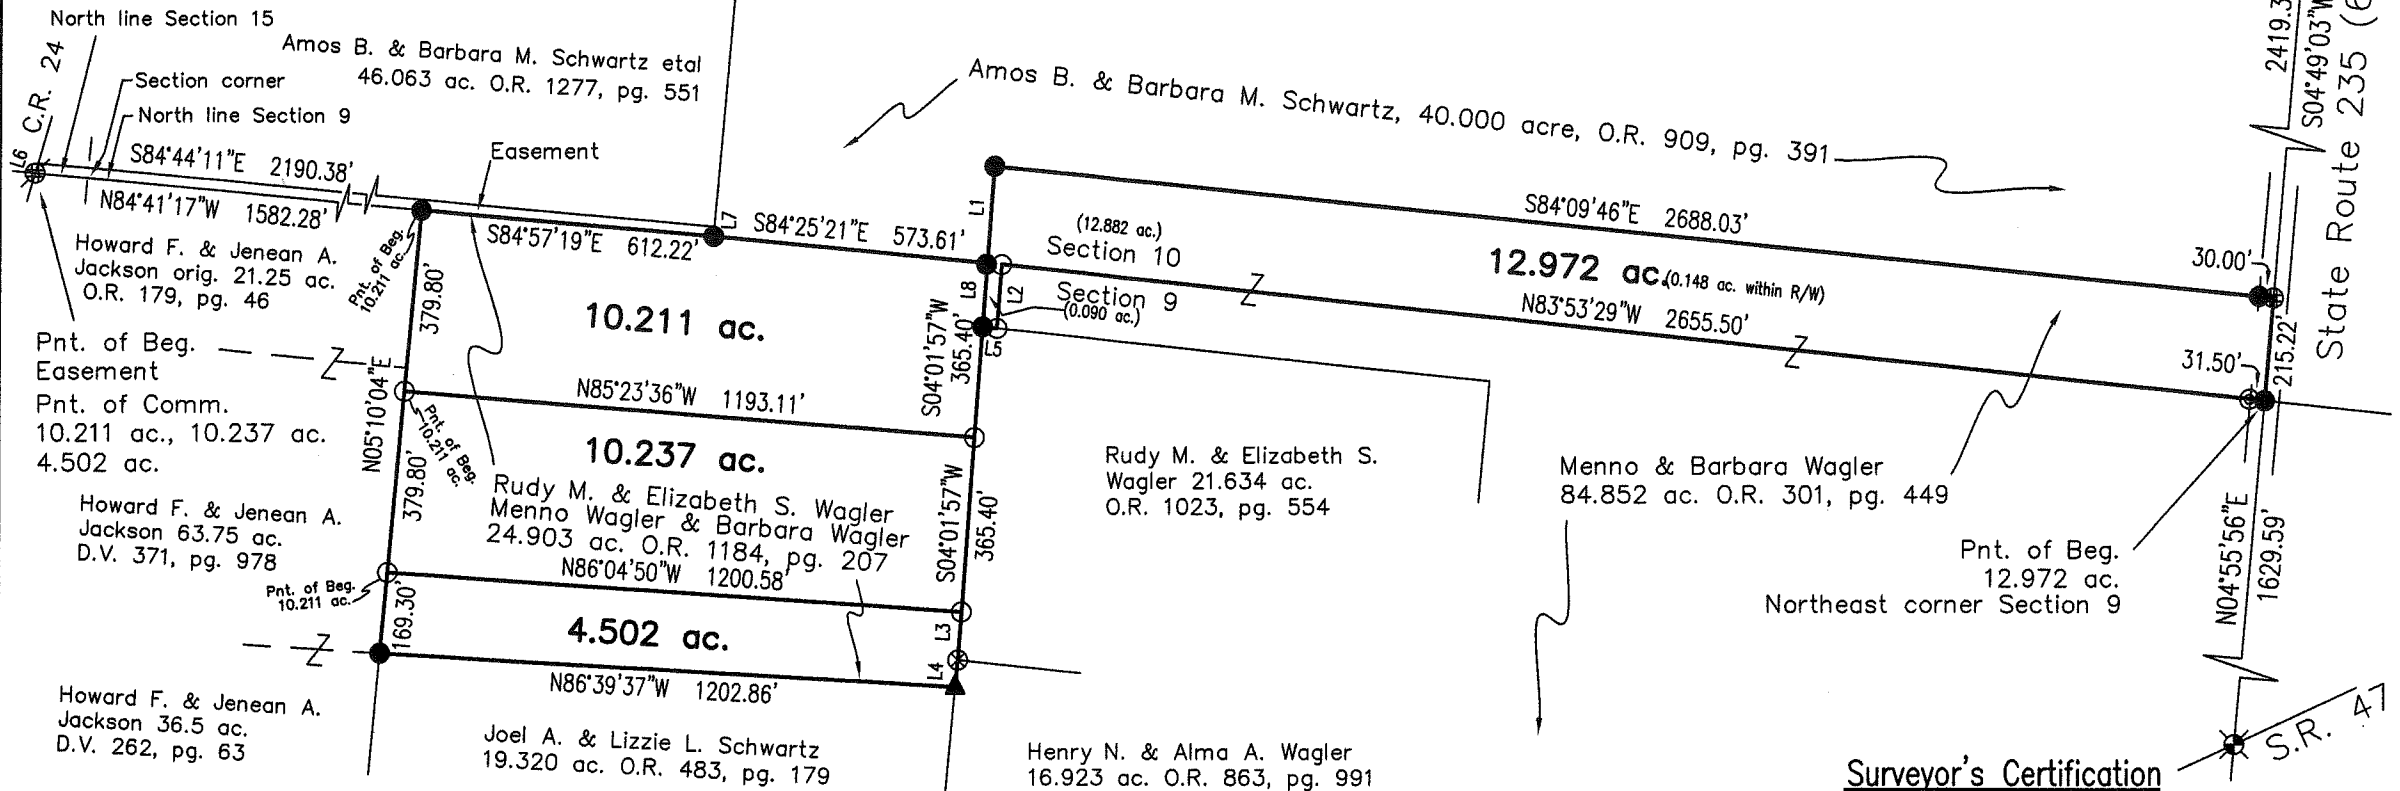 North line Section 15
C.R. 24
L6
Section corner
North line Section 9
Amos B. & Barbara M. Schwartz etal
46.063 ac. O.R. 1277, pg. 551
S84°44'11"E 2190.38'
N84°41'17"W 1582.28'
Easement
Howard F. & Jenean A.
Jackson orig. 21.25 ac.
O.R. 179, pg. 46
Pnt. of Beg.
10.211 ac.
S84°57'19"E 612.22'
L7
S84°25'21"E 573.61'
L1
Amos B. & Barbara M. Schwartz, 40.000 acre, O.R. 909, pg. 391
S84°09'46"E 2688.03'
(12.882 ac.)
Section 10
12.972 ac.
(0.148 ac. within R/W)
L8
L2
Section 9
(0.090 ac.)
L5
N83°53'29"W 2655.50'
30.00'
31.50'
215.22'
2419.3
S04°49'03"W
State Route 235 (6
Pnt. of Beg.
Easement
Pnt. of Comm.
10.211 ac., 10.237 ac.
4.502 ac.
Z
379.80'
N05°10'04"E
10.211 ac.
S04°01'57"W
365.40'
N85°23'36"W 1193.11'
Pnt. of Beg.
10.211 ac.
10.237 ac.
379.80'
S04°01'57"W
365.40'
Rudy M. & Elizabeth S. Wagler
Menno Wagler & Barbara Wagler
24.903 ac. O.R. 1184, pg. 207
N86°04'50"W 1200.58'
Rudy M. & Elizabeth S.
Wagler 21.634 ac.
O.R. 1023, pg. 554
Menno & Barbara Wagler
84.852 ac. O.R. 301, pg. 449
Z
Z
Howard F. & Jenean A.
Jackson 63.75 ac.
D.V. 371, pg. 978
Pnt. of Beg.
10.211 ac.
169.30'
4.502 ac.
L3
L4
Z
N86°39'37"W 1202.86'
Pnt. of Beg.
12.972 ac.
Northeast corner Section 9
N04°55'56"E
1629.59'
Howard F. & Jenean A.
Jackson 36.5 ac.
D.V. 262, pg. 63
Joel A. & Lizzie L. Schwartz
19.320 ac. O.R. 483, pg. 179
Henry N. & Alma A. Wagler
16.923 ac. O.R. 863, pg. 991
S.R. 47
Surveyor's Certification